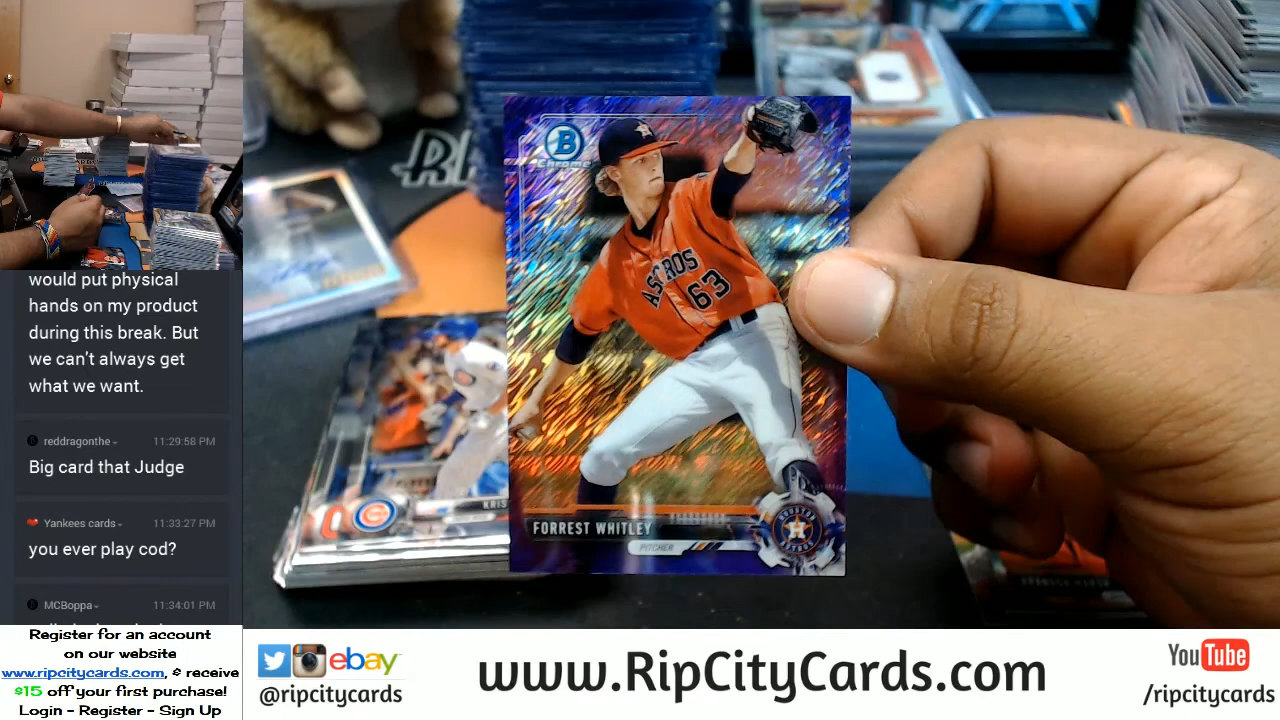 would put physical
hands on my product
during this break. But
we can't always get
what we want.
reddragonthe
11:29:58 PM
Big card that Judge
Yankees cards
11:33:27 PM
you ever play cod?
MCBoppa
11:34:01 PM
Register for an account
on our website
www.ripcitycards.com, & receive
$15 off your first purchase!
Login - Register - Sign Up
B
Chrome
ASTROS
63
FORREST WHITLEY
PITCHER
HOUSTON
ASTROS
H
C
KRIS
ebay
@ripcitycards
www.RipCityCards.com
YouTube
/ripcitycards